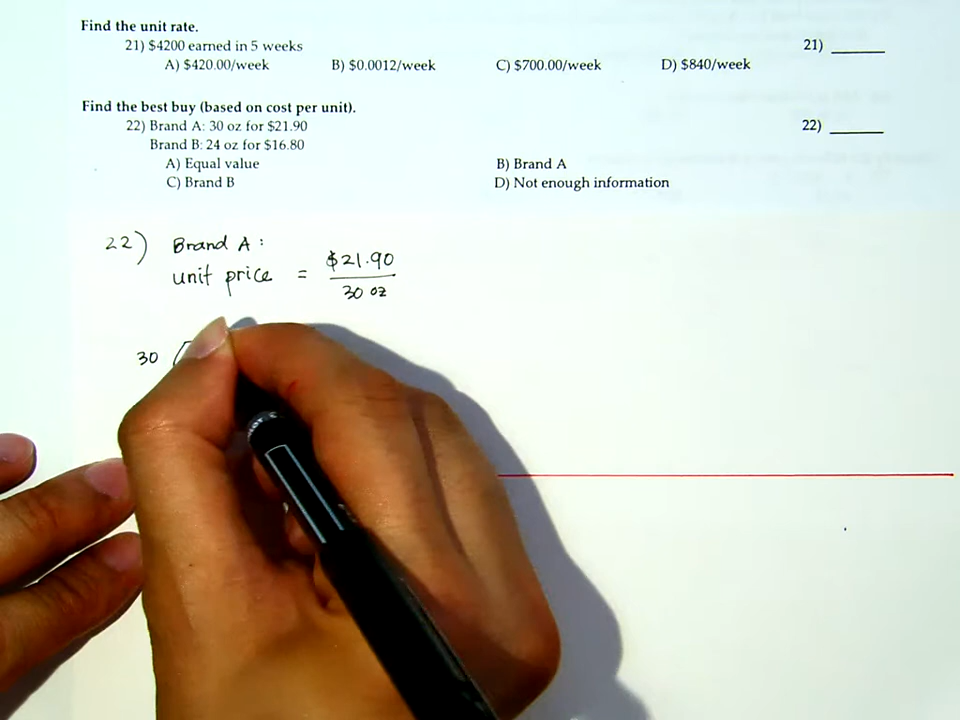 Find the unit rate.
21) $4200 earned in 5 weeks
21) ______
A) $420.00/week B) $0.0012/week C) $700.00/week D) $840/week
Find the best buy (based on cost per unit).
22) Brand A: 30 oz for $21.90
22) ______
Brand B: 24 oz for $16.80
A) Equal value B) Brand A
C) Brand B D) Not enough information
22) Brand A:
unit price = $21.90
30 oz
30